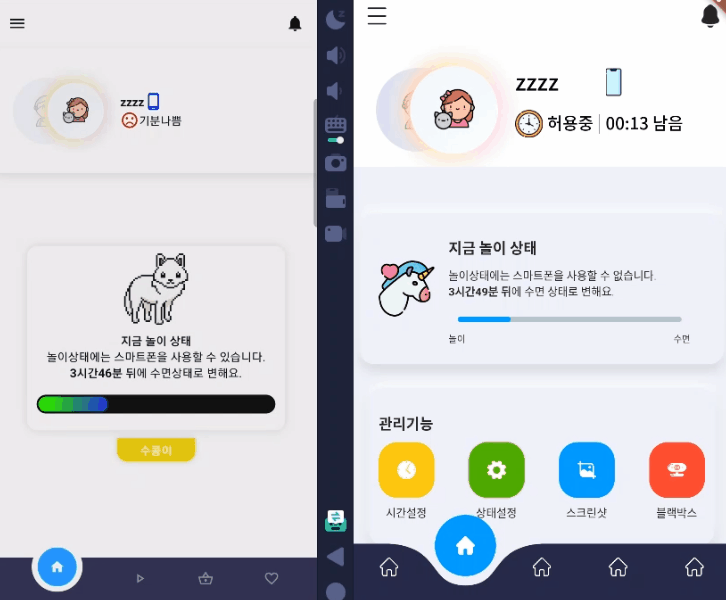 zzzz
기분나쁨
지금 놀이 상태
놀이상태에는 스마트폰을 사용할 수 있습니다.
3시간46분 뒤에 수면상태로 변해요.
수콤이
zzzz
허용중 | 00:13 남음
지금 놀이 상태
놀이상태에는 스마트폰을 사용할 수 없습니다.
3시간49분 뒤에 수면 상태로 변해요.
놀이 수면
관리기능
시간설정 상태설정 스크린샷 블랙박스